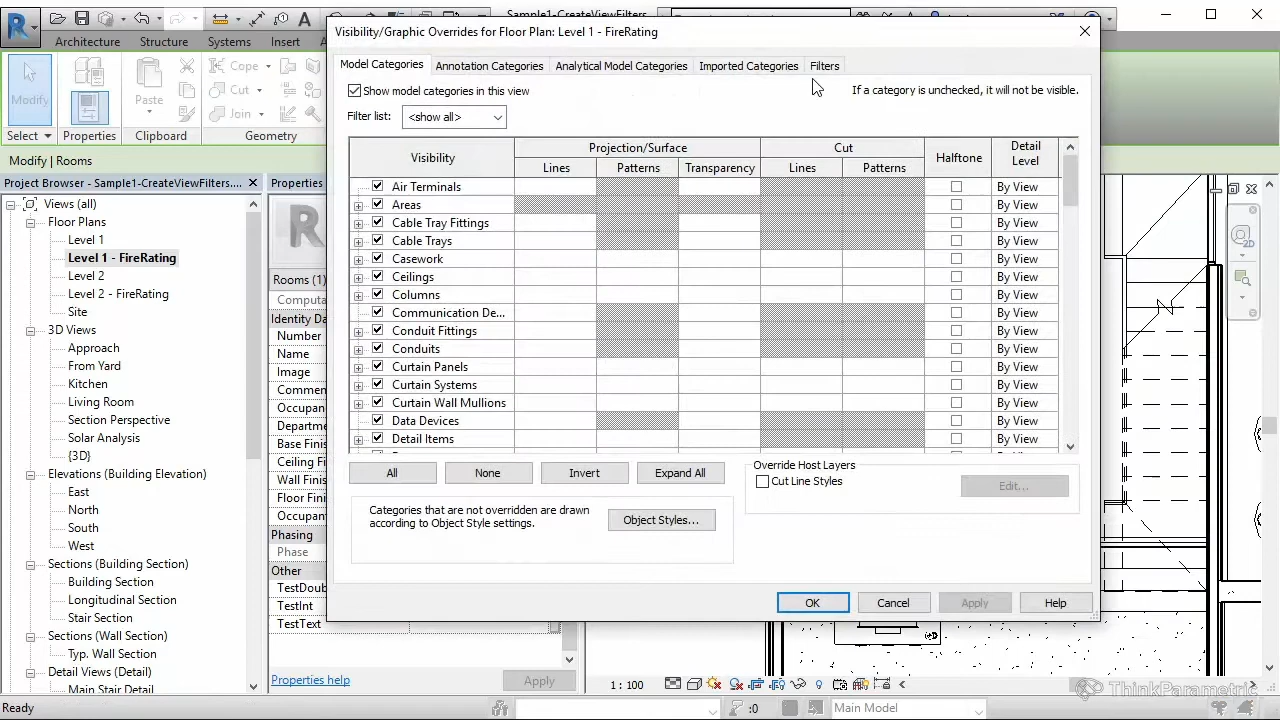 Sample1-CreateViewFilters
Architecture
Structure
Systems
Insert
Modify
Select
Properties
Cope
Cut
Join
Paste
Clipboard
Geometry
Modify | Rooms
Project Browser - Sample1-CreateViewFilters....
Views (all)
Floor Plans
Level 1
Level 1 - FireRating
Level 2
Level 2 - FireRating
Site
3D Views
Approach
From Yard
Kitchen
Living Room
Section Perspective
Solar Analysis
{3D}
Elevations (Building Elevation)
East
North
South
West
Sections (Building Section)
Building Section
Longitudinal Section
Stair Section
Sections (Wall Section)
Typ. Wall Section
Detail Views (Detail)
Main Stair Detail
Properties
Rooms (1)
Computa
Identity Da
Number
Name
Image
Commen
Occupan
Departme
Base Finis
Ceiling Fi
Wall Finis
Floor Finis
Occupan
Phasing
Phase
Other
TestDoub
TestInt
TestText
Properties help
Apply
Visibility/Graphic Overrides for Floor Plan: Level 1 - FireRating
Model Categories
Annotation Categories
Analytical Model Categories
Imported Categories
Filters
Show model categories in this view
If a category is unchecked, it will not be visible.
Filter list:
<show all>
Visibility
Projection/Surface
Cut
Halftone
Detail
Level
Lines
Patterns
Transparency
Lines
Patterns
Air Terminals
By View
Areas
By View
Cable Tray Fittings
By View
Cable Trays
By View
Casework
By View
Ceilings
By View
Columns
By View
Communication De...
By View
Conduit Fittings
By View
Conduits
By View
Curtain Panels
By View
Curtain Systems
By View
Curtain Wall Mullions
By View
Data Devices
By View
Detail Items
By View
All
None
Invert
Expand All
Override Host Layers
Cut Line Styles
Edit...
Categories that are not overridden are drawn
according to Object Style settings.
Object Styles...
OK
Cancel
Apply
Help
2D
1 : 100
ThinkParametric
Ready
:0
Main Model